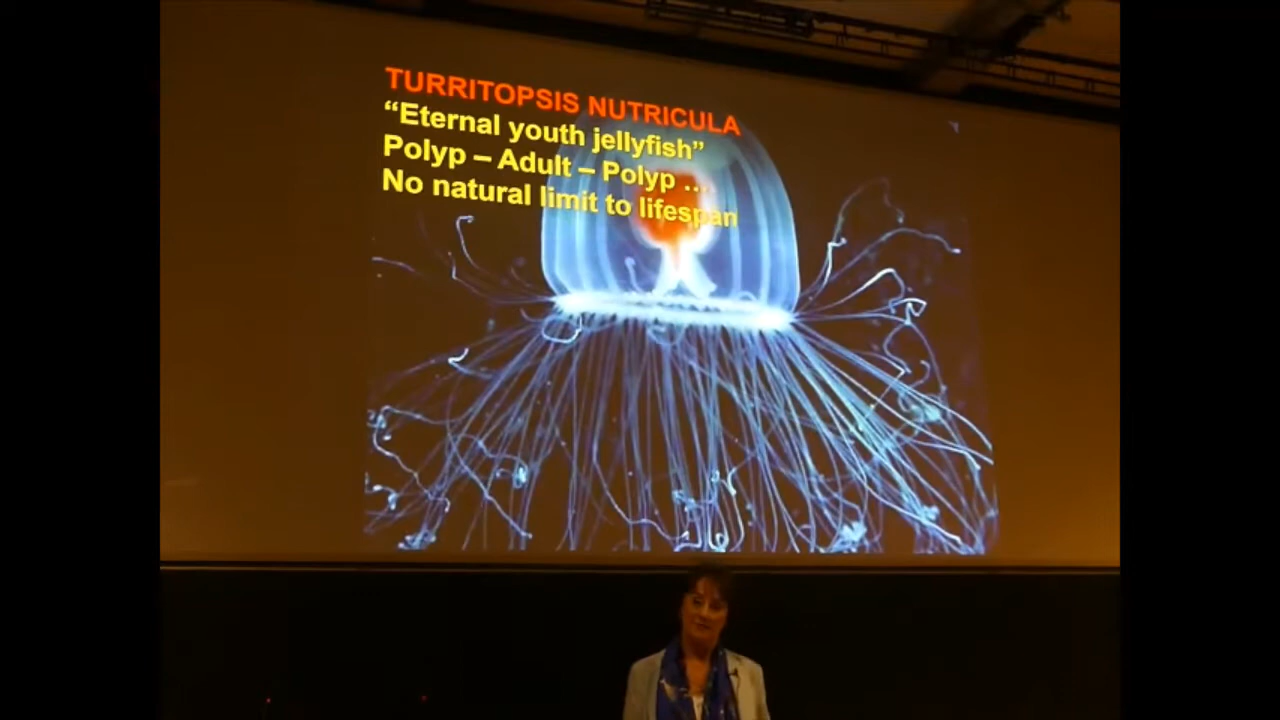 TURRITOPSIS NUTRICULA
“Eternal youth jellyfish”
Polyp – Adult – Polyp ...
No natural limit to lifespan